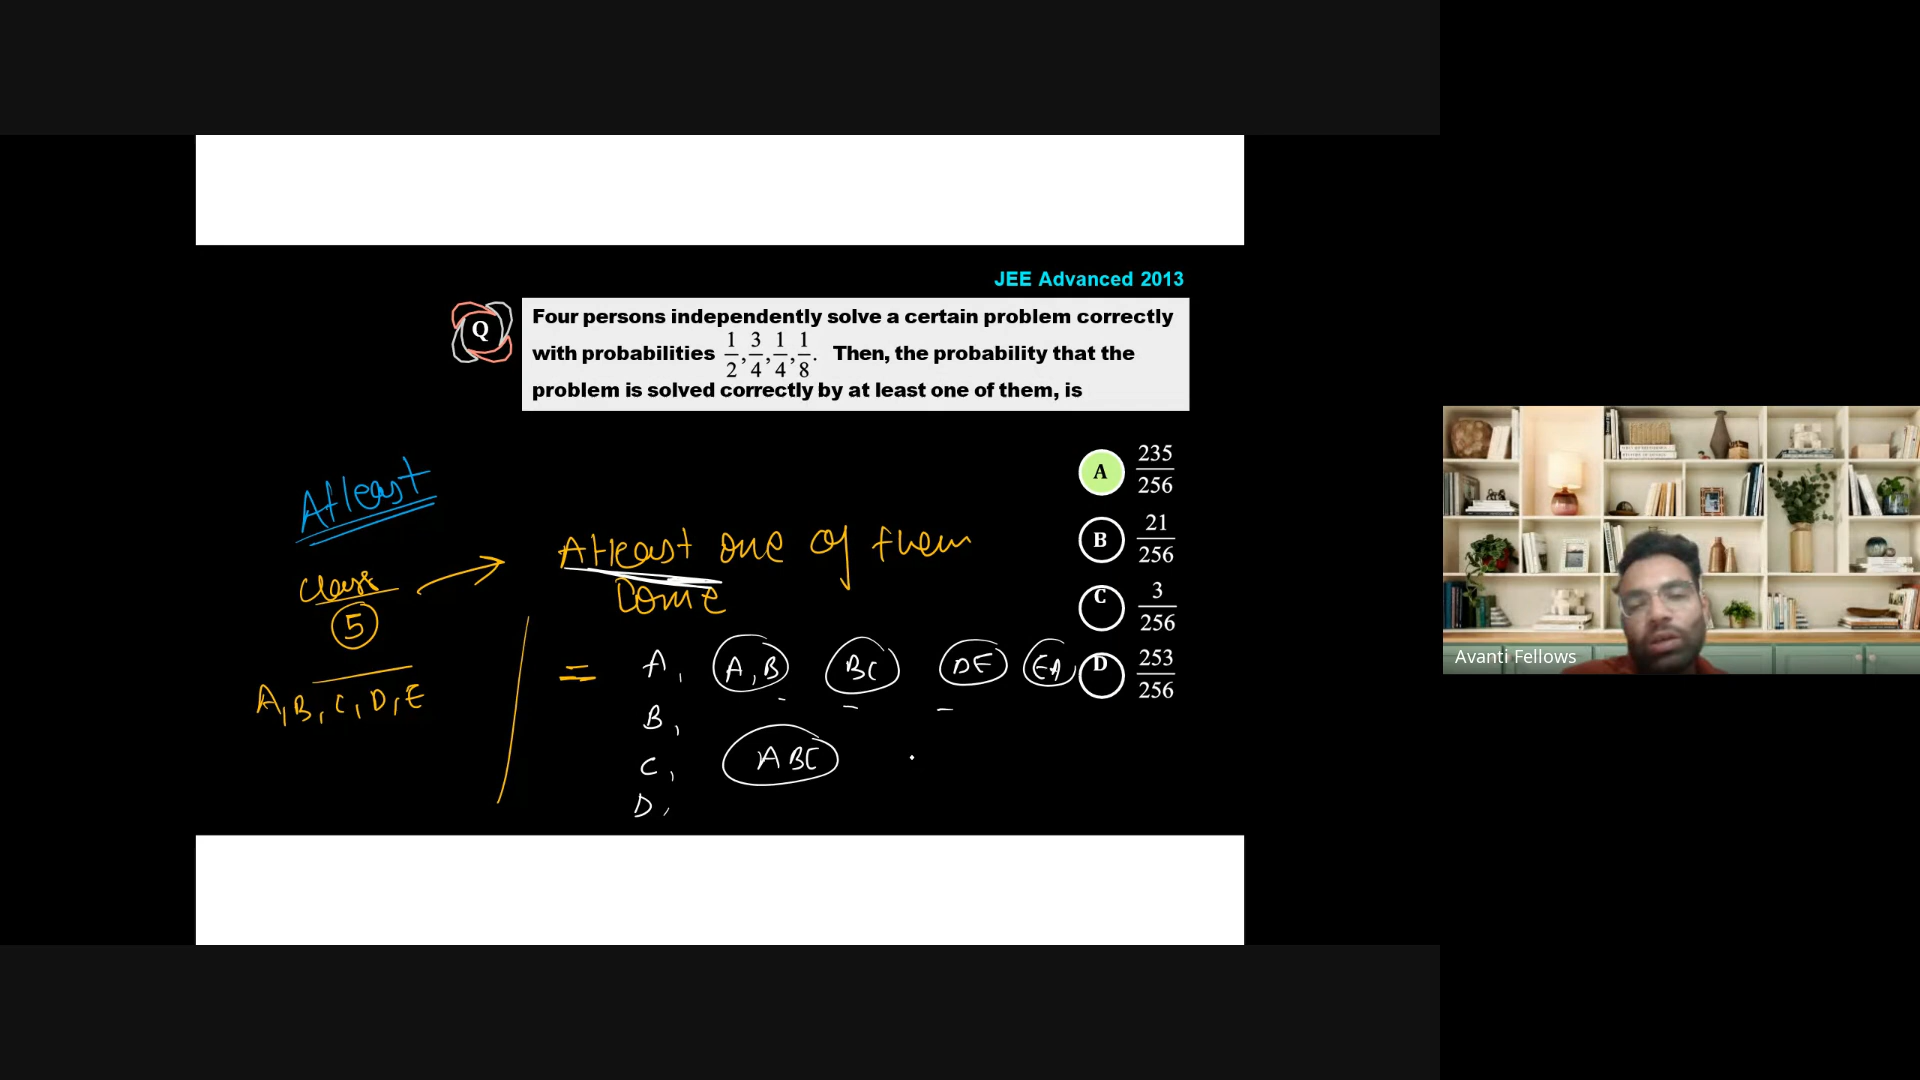 JEE Advanced 2013
Q
Four persons independently solve a certain problem correctly
with probabilities 1/2, 3/4, 1/4, 1/8. Then, the probability that the
problem is solved correctly by at least one of them, is
A 235/256
B 21/256
C 3/256
D 253/256
Atleast
Class
5
A, B, C, D, E
Atleast one of them
Come
= A, A,B BC DE EA
B,
C, ABC
D,
Avanti Fellows